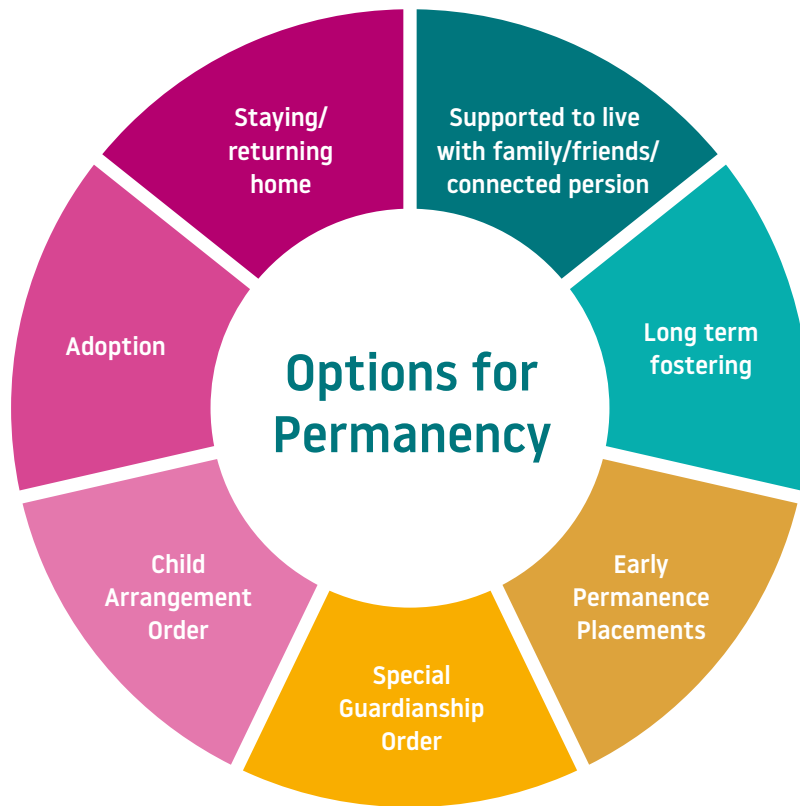 Options for
Permanency
Supported to live
with family/friends/
connected persion
Long term
fostering
Early
Permanence
Placements
Special
Guardianship
Order
Child
Arrangement
Order
Adoption
Staying/
returning
home